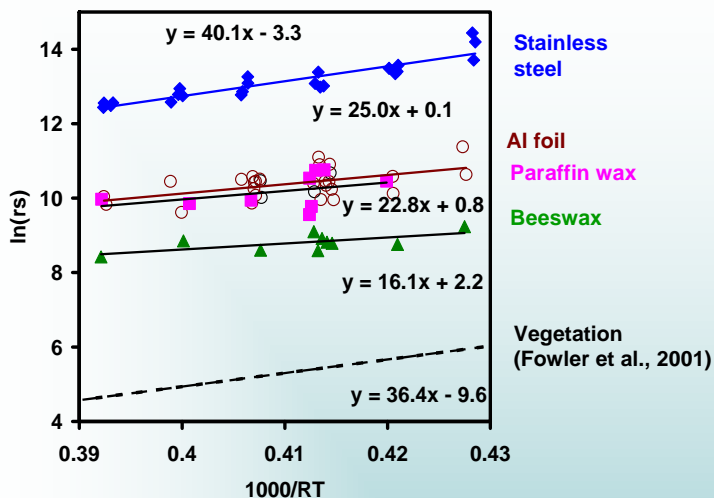 y = 40.1x - 3.3
Stainless
steel
y = 25.0x + 0.1
Al foil
Paraffin wax
y = 22.8x + 0.8
Beeswax
y = 16.1x + 2.2
Vegetation
(Fowler et al., 2001)
y = 36.4x - 9.6
ln(rs)
14
12
10
8
6
4
0.39 0.4 0.41 0.42 0.43
1000/RT